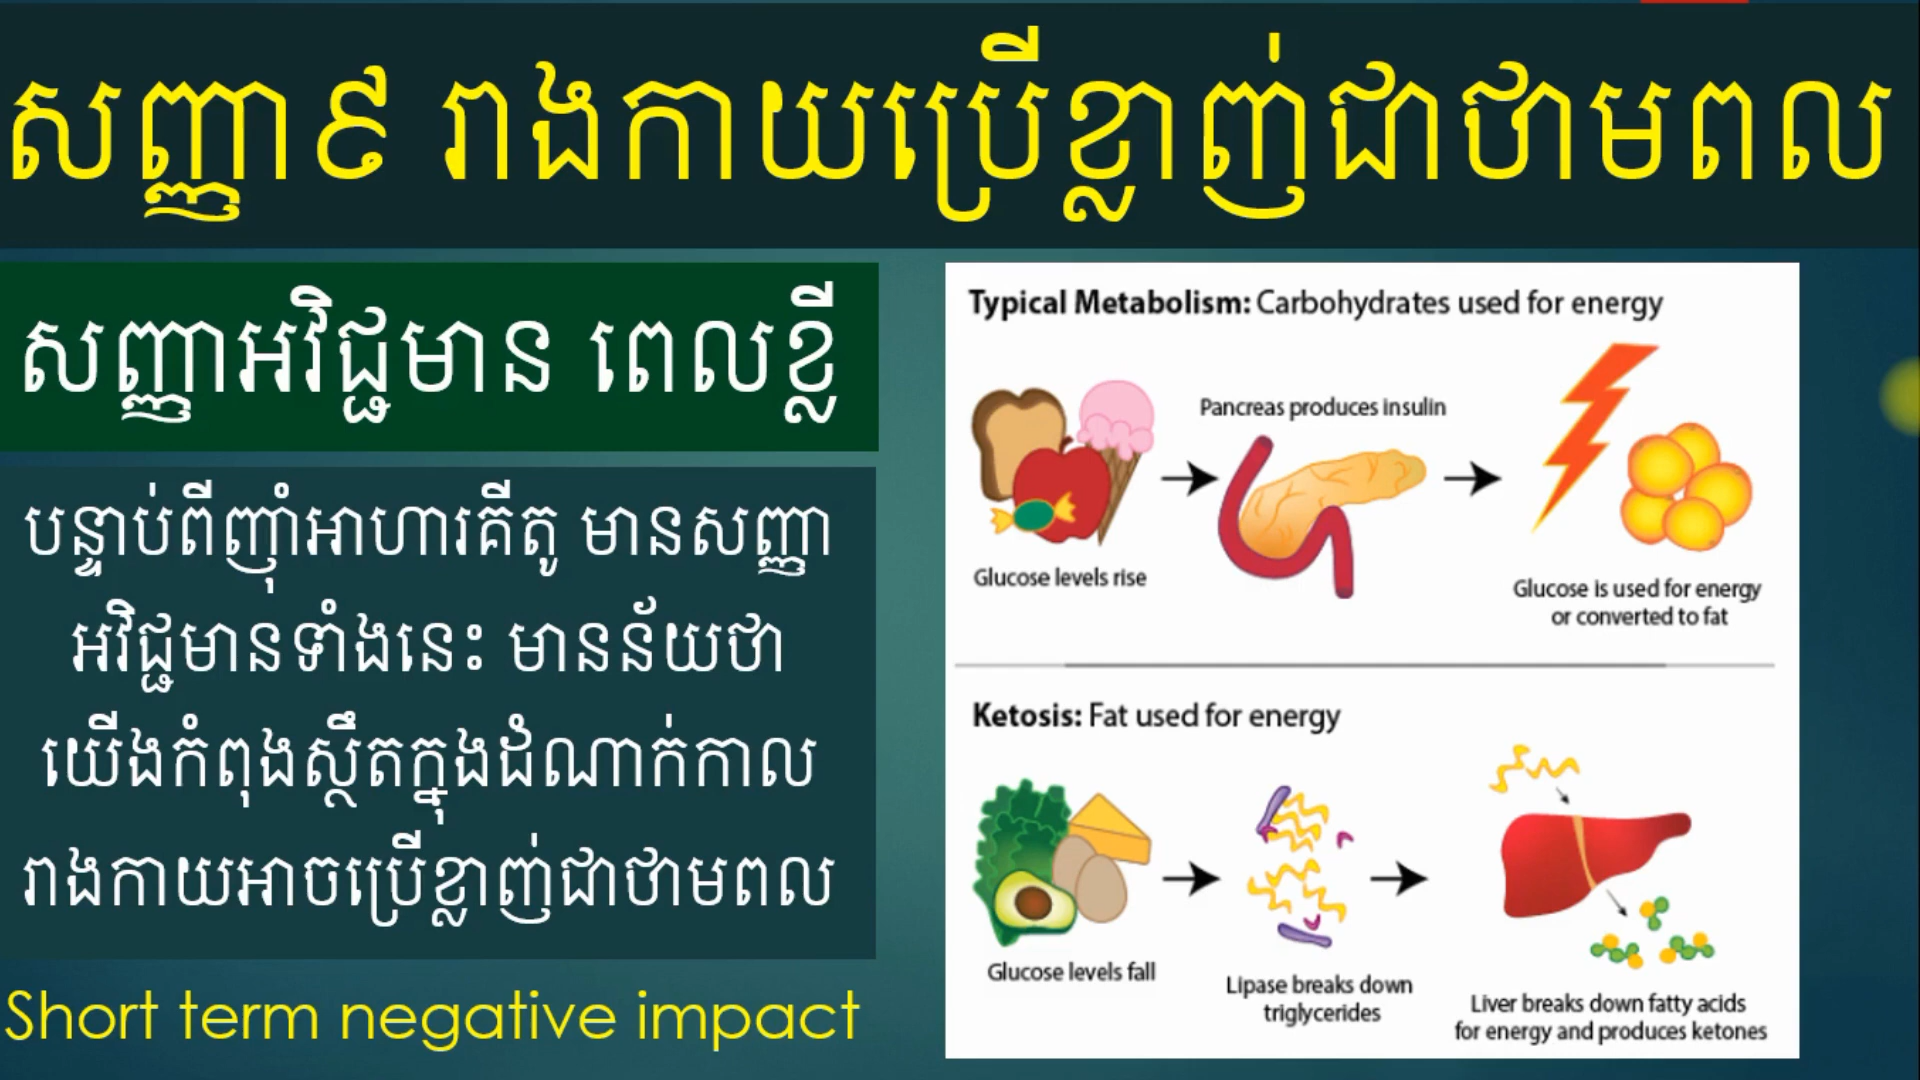 សញ្ញា៩ រាងកាយប្រើខ្លាញ់ជាថាមពល
សញ្ញាអវិជ្ជមាន ពេលខ្លី
បន្ទាប់ពីញ៉ាំអាហារគីតូ មានសញ្ញា
អវិជ្ជមានទាំងនេះ មានន័យថា
យើងកំពុងស្ថឹតក្នុងដំណាក់កាល
រាងកាយអាចប្រើខ្លាញ់ជាថាមពល
Short term negative impact
Typical Metabolism: Carbohydrates used for energy
Pancreas produces insulin
Glucose levels rise
Glucose is used for energy
or converted to fat
Ketosis: Fat used for energy
Glucose levels fall
Lipase breaks down
triglycerides
Liver breaks down fatty acids
for energy and produces ketones